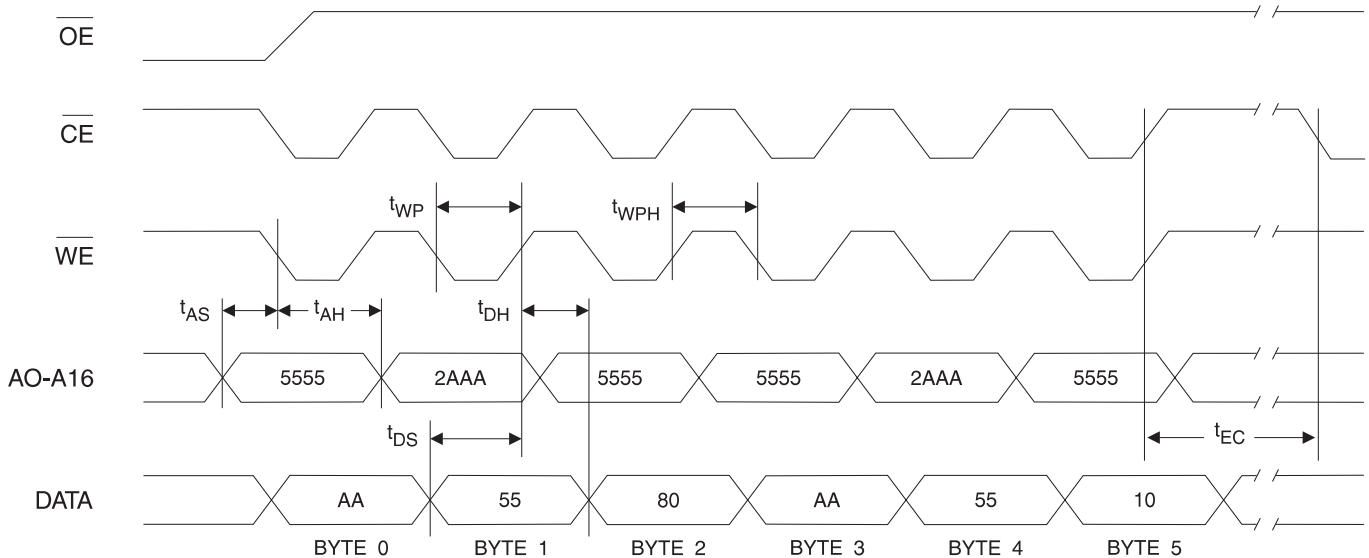 OE
CE
tWP
tWPH
WE
tAS
tAH
tDH
AO-A16
5555
2AAA
5555
5555
2AAA
5555
tDS
tEC
DATA
AA
55
80
AA
55
10
BYTE 0
BYTE 1
BYTE 2
BYTE 3
BYTE 4
BYTE 5